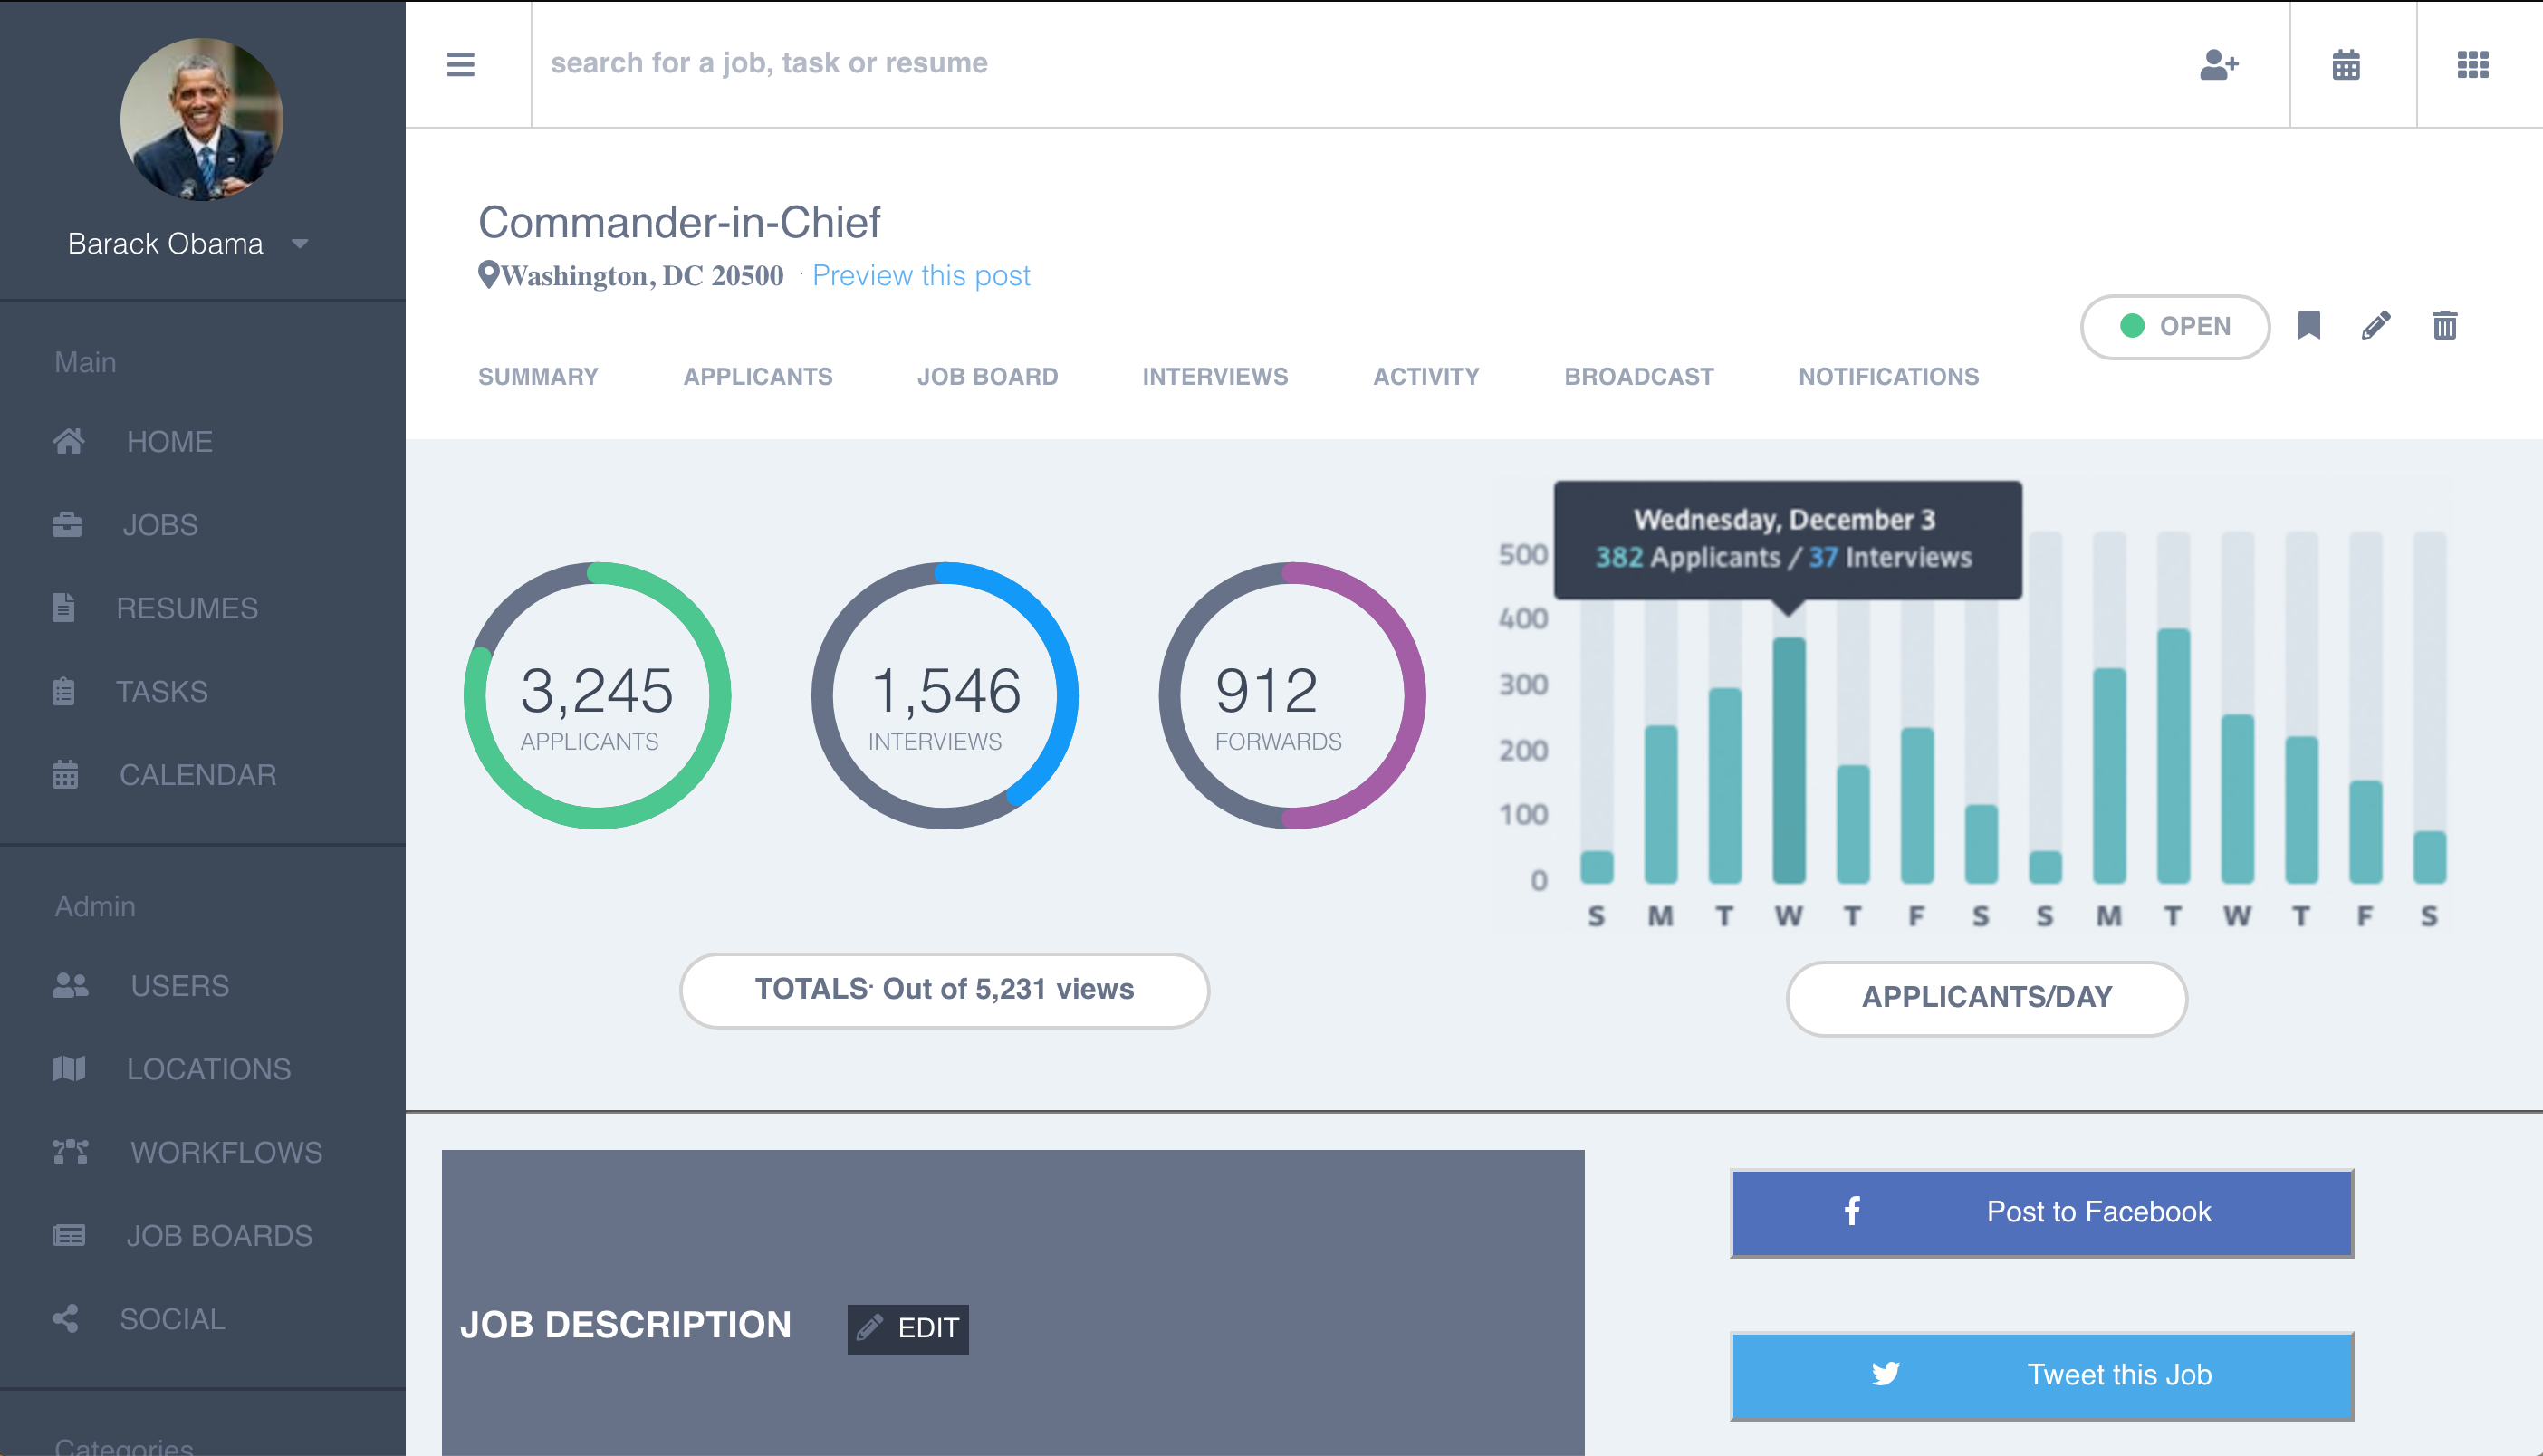 Barack Obama
Main
HOME
JOBS
RESUMES
TASKS
CALENDAR
Admin
USERS
LOCATIONS
WORKFLOWS
JOB BOARDS
SOCIAL
Categories
search for a job, task or resume
Commander-in-Chief
Washington, DC 20500 · Preview this post
OPEN
SUMMARY APPLICANTS JOB BOARD INTERVIEWS ACTIVITY BROADCAST NOTIFICATIONS
3,245
APPLICANTS
1,546
INTERVIEWS
912
FORWARDS
TOTALS· Out of 5,231 views
Wednesday, December 3
382 Applicants / 37 Interviews
500
400
300
200
100
0
S M T W T F S S M T W T F S
APPLICANTS/DAY
JOB DESCRIPTION
EDIT
Post to Facebook
Tweet this Job